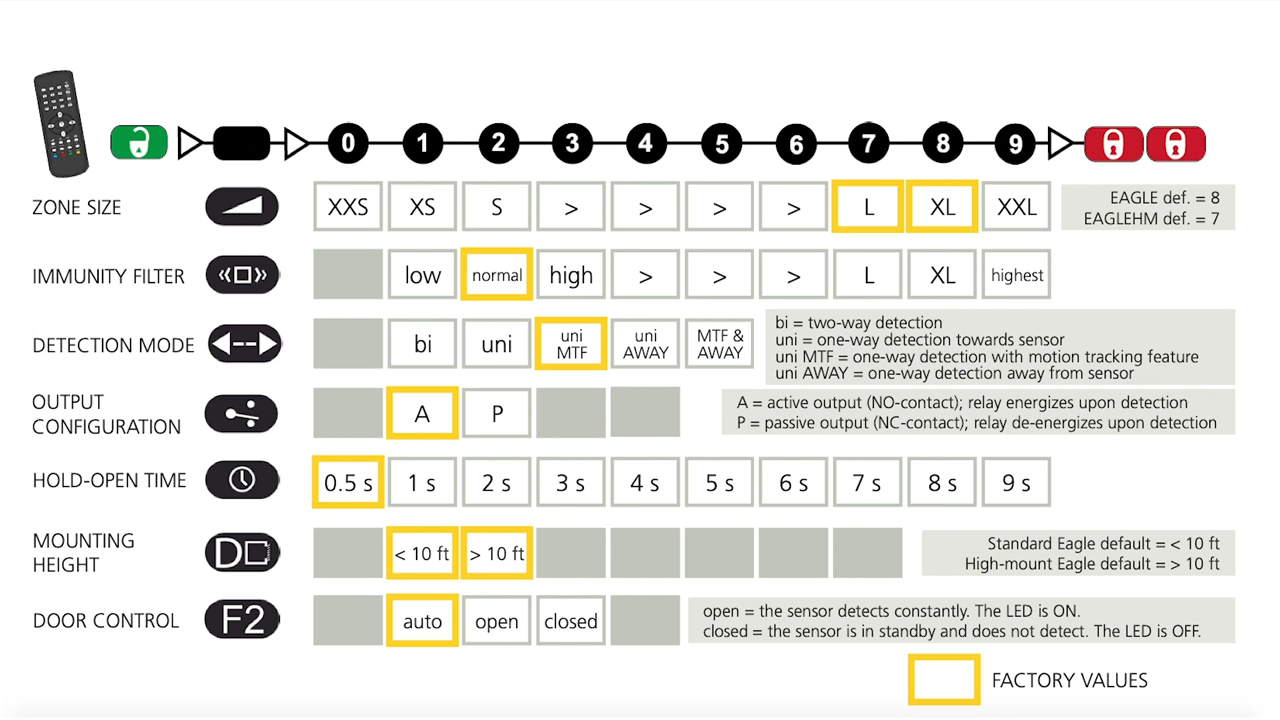 0 1 2 3 4 5 6 7 8 9
ZONE SIZE XXS XS S > > > > L XL XXL
EAGLE def. = 8
EAGLEHM def. = 7
IMMUNITY FILTER low normal high > > > L XL highest
DETECTION MODE bi uni uni MTF uni AWAY MTF & AWAY
bi = two-way detection
uni = one-way detection towards sensor
uni MTF = one-way detection with motion tracking feature
uni AWAY = one-way detection away from sensor
OUTPUT
CONFIGURATION
A P
A = active output (NO-contact); relay energizes upon detection
P = passive output (NC-contact); relay de-energizes upon detection
HOLD-OPEN TIME 0.5 s 1 s 2 s 3 s 4 s 5 s 6 s 7 s 8 s 9 s
MOUNTING
HEIGHT
D
< 10 ft > 10 ft
Standard Eagle default = < 10 ft
High-mount Eagle default = > 10 ft
DOOR CONTROL F2 auto open closed
open = the sensor detects constantly. The LED is ON.
closed = the sensor is in standby and does not detect. The LED is OFF.
FACTORY VALUES